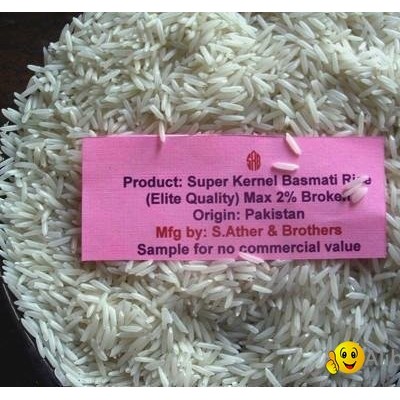 SAB
Product: Super Kernel Basmati Rice
(Elite Quality) Max 2% Broken
Origin: Pakistan
Mfg by: S.Ather & Brothers
Sample for no commercial value